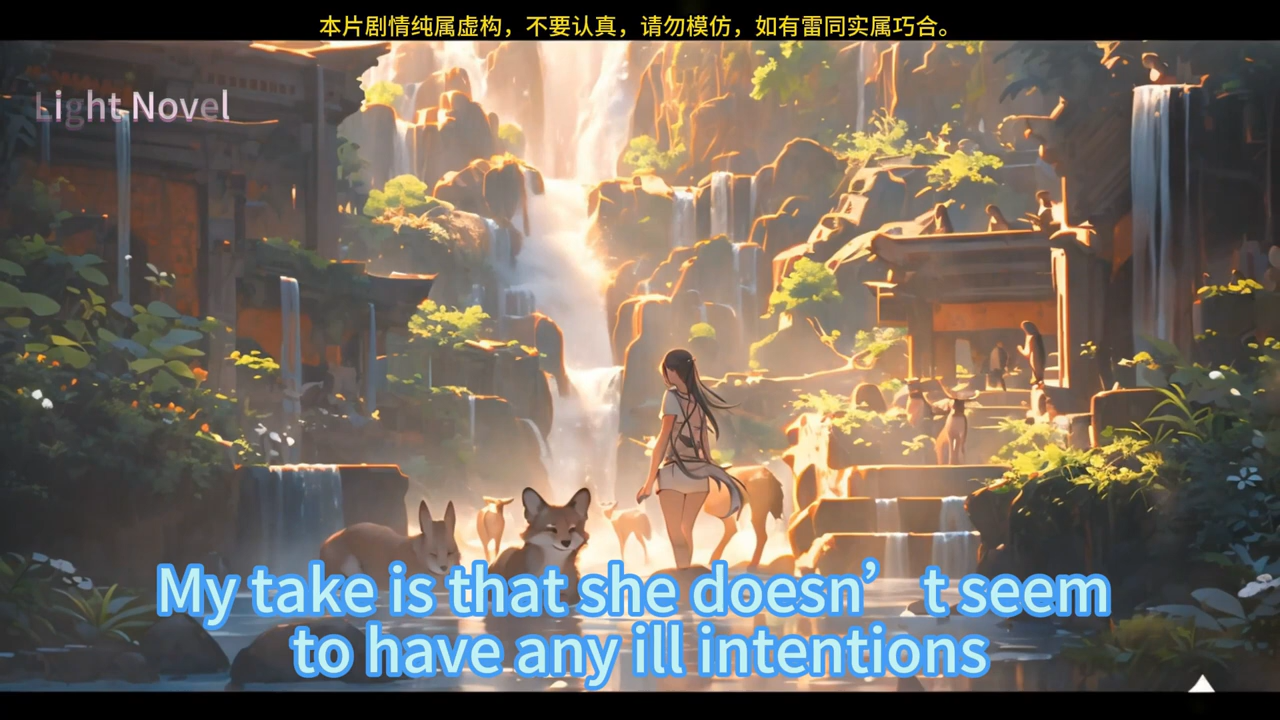 本片剧情纯属虚构，不要认真，请勿模仿，如有雷同实属巧合。
Light Novel
My take is that she doesn’ t seem
to have any ill intentions